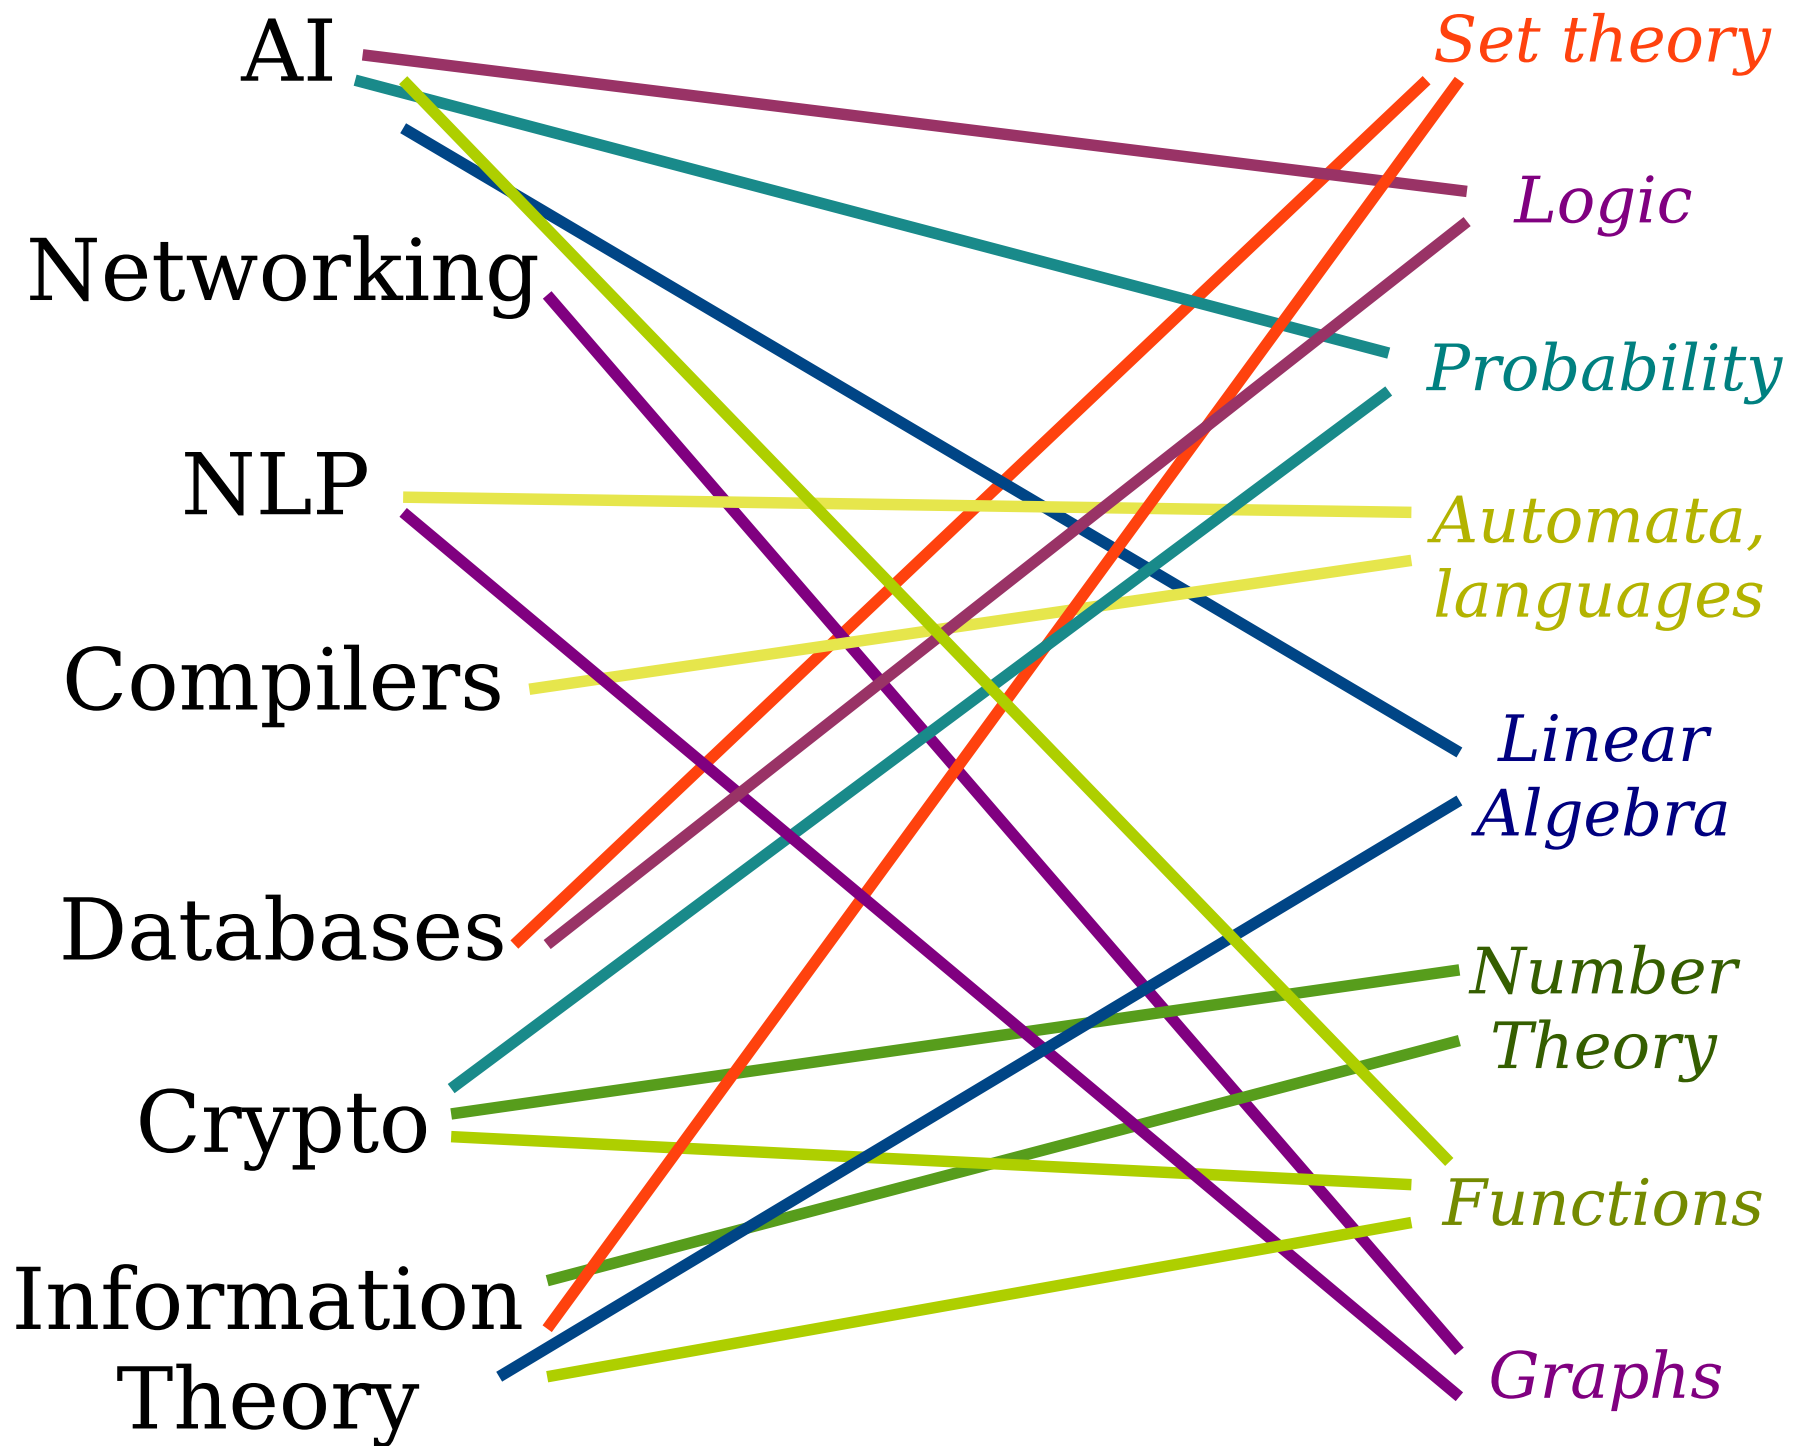 AI
Networking
NLP
Compilers
Databases
Crypto
Information
Theory
Set theory
Logic
Probability
Automata,
languages
Linear
Algebra
Number
Theory
Functions
Graphs